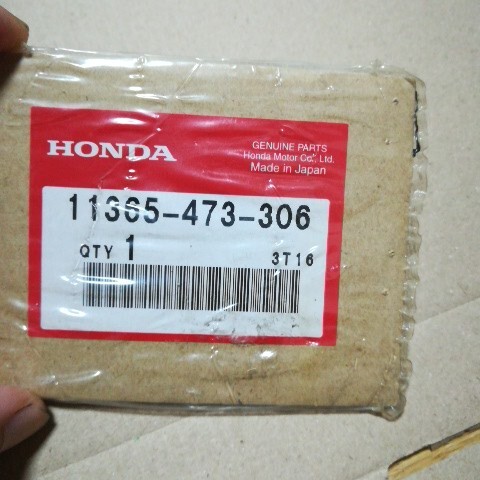 HONDA
GENUINE PARTS
Honda Motor Co., Ltd.
Made in Japan
11365-473-306
QTY 1 3T16